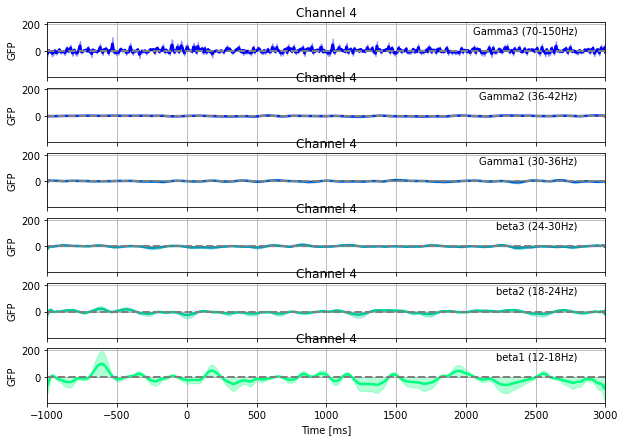 Channel 4
200
0
GFP
Gamma3 (70-150Hz)
Channel 4
200
0
GFP
Gamma2 (36-42Hz)
Channel 4
200
0
GFP
Gamma1 (30-36Hz)
Channel 4
200
0
GFP
beta3 (24-30Hz)
Channel 4
200
0
GFP
beta2 (18-24Hz)
Channel 4
200
0
GFP
beta1 (12-18Hz)
−1000 −500 0 500 1000 1500 2000 2500 3000
Time [ms]